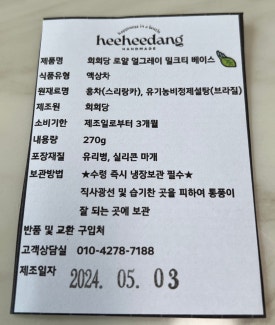 happiness in a bottle
heeheedang
HANDMADE
제품명 희희당 로얄 얼그레이 밀크티 베이스
식품유형 액상차
원재료명 홍차(스리랑카), 유기농비정제설탕(브라질)
제조원 희희당
소비기한 제조일로부터 3개월
내용량 270g
포장재질 유리병, 실리콘 마개
보관방법 ★수령 즉시 냉장보관 필수★
직사광선 및 습기찬 곳을 피하여 통풍이
잘 되는 곳에 보관
반품 및 교환 구입처
고객상담실 010-4278-7188
제조일자 2024. 05. 03